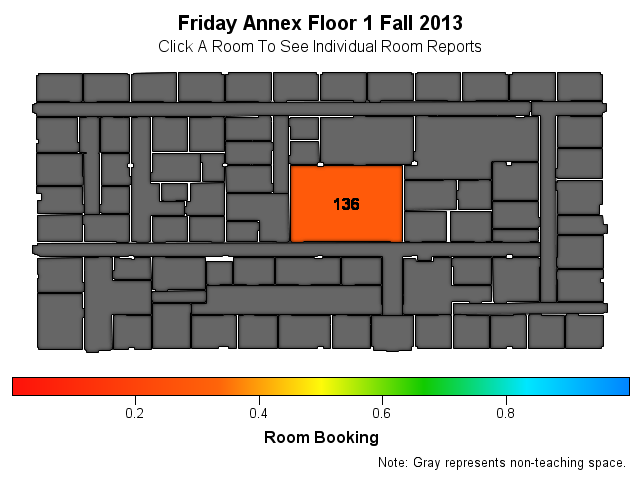 Friday Annex Floor 1 Fall 2013
Click A Room To See Individual Room Reports
136
0.2 0.4 0.6 0.8
Room Booking
Note: Gray represents non-teaching space.